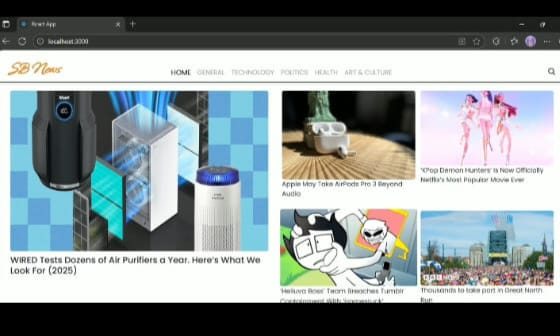 React App
localhost:3000
SB News
HOME GENERAL TECHNOLOGY POLITICS HEALTH ART & CULTURE
WIRED Tests Dozens of Air Purifiers a Year. Here's What We
Look For (2025)
Apple May Take AirPods Pro 3 Beyond
Audio
'KPop Demon Hunters' Is Now Officially
Netflix's Most Popular Movie Ever
'Helluva Boss' Team Breaches Tumblr
Containment With 'Homestuck'
Thousands to take part in Great North
Run